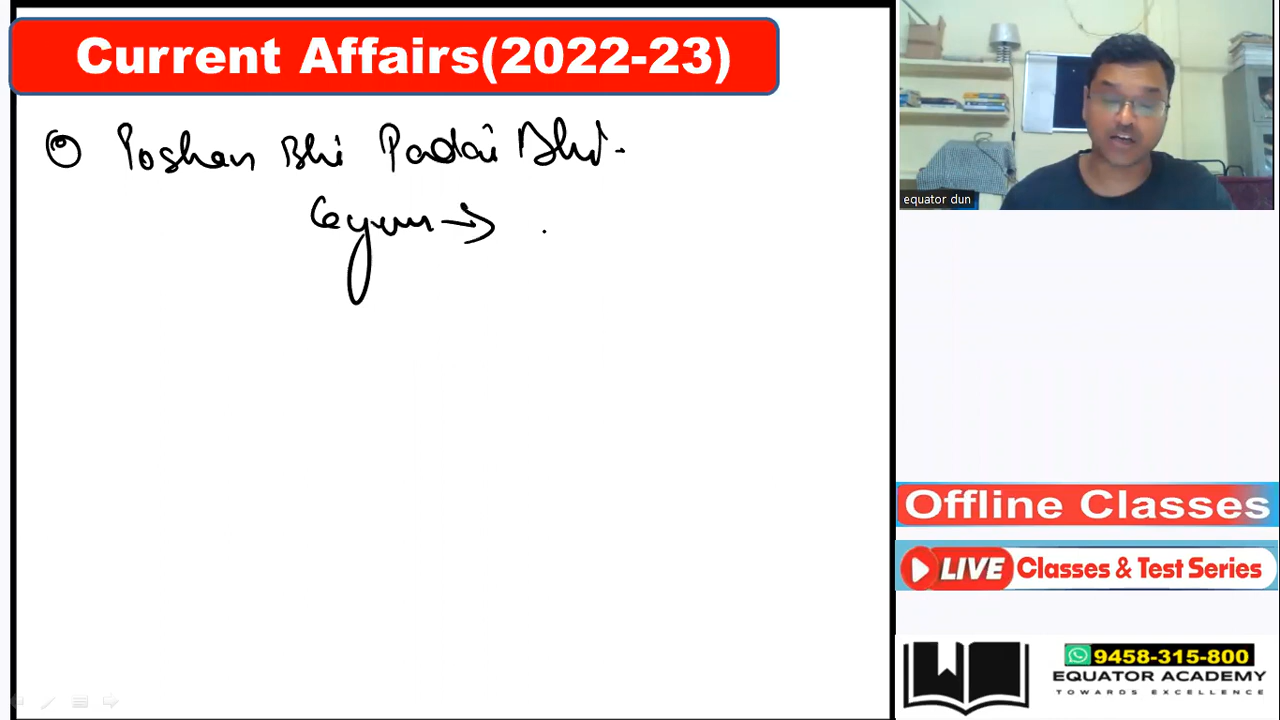 Current Affairs(2022-23)
Poshan Bhi Padai Bhi.
equator dun
Offline Classes
LIVE Classes & Test Series
9458-315-800
EQUATOR ACADEMY
TOWARDS EXCELLENCE